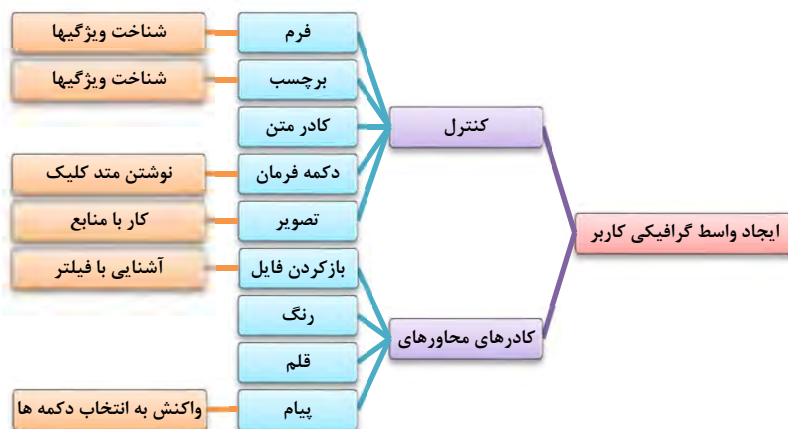 ایجاد واسط گرافیکی کاربر
کنترل
فرم
شناخت ویژگیها
برچسب
شناخت ویژگیها
کادر متن
دکمه فرمان
نوشتن متد کلیک
تصویر
کار با منابع
کادرهای محاورهای
بازکردن فایل
آشنایی با فیلتر
رنگ
قلم
پیام
واکنش به انتخاب دکمه ها